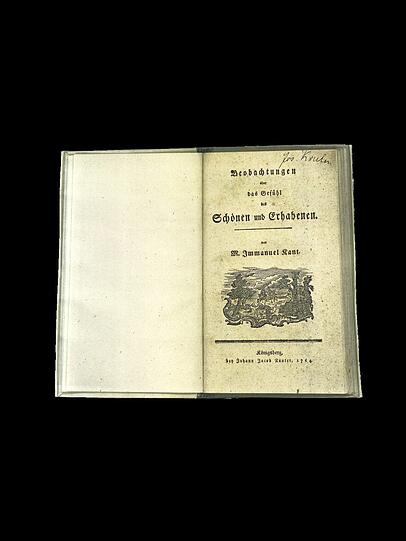 Beobachtungen
über
das Gefühl
des
Schönen und Erhabenen.
von
M. Immanuel Kant.
Königsberg,
bey Johann Jacob Kanter, 1764.